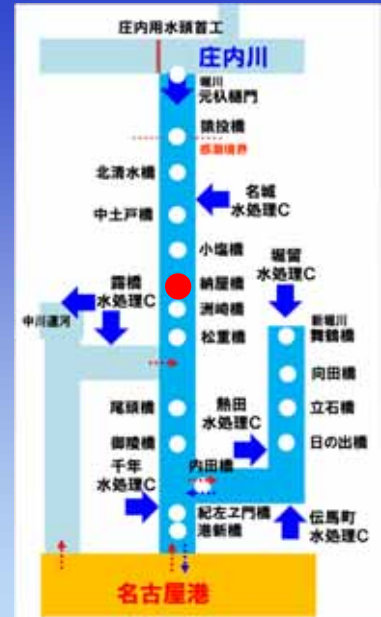 庄内用水頭首工
庄内川
堀川
元杁樋門
猿投橋
感潮境界
北清水橋
名城
水処理C
中土戸橋
小塩橋
堀留
水処理C
露橋
水処理C
納屋橋
洲崎橋
中川運河
新堀川
舞鶴橋
松重橋
向田橋
熱田
水処理C
尾頭橋
立石橋
御陵橋
日の出橋
千年
水処理C
内田橋
紀左ヱ門橋
港新橋
伝馬町
水処理C
名古屋港